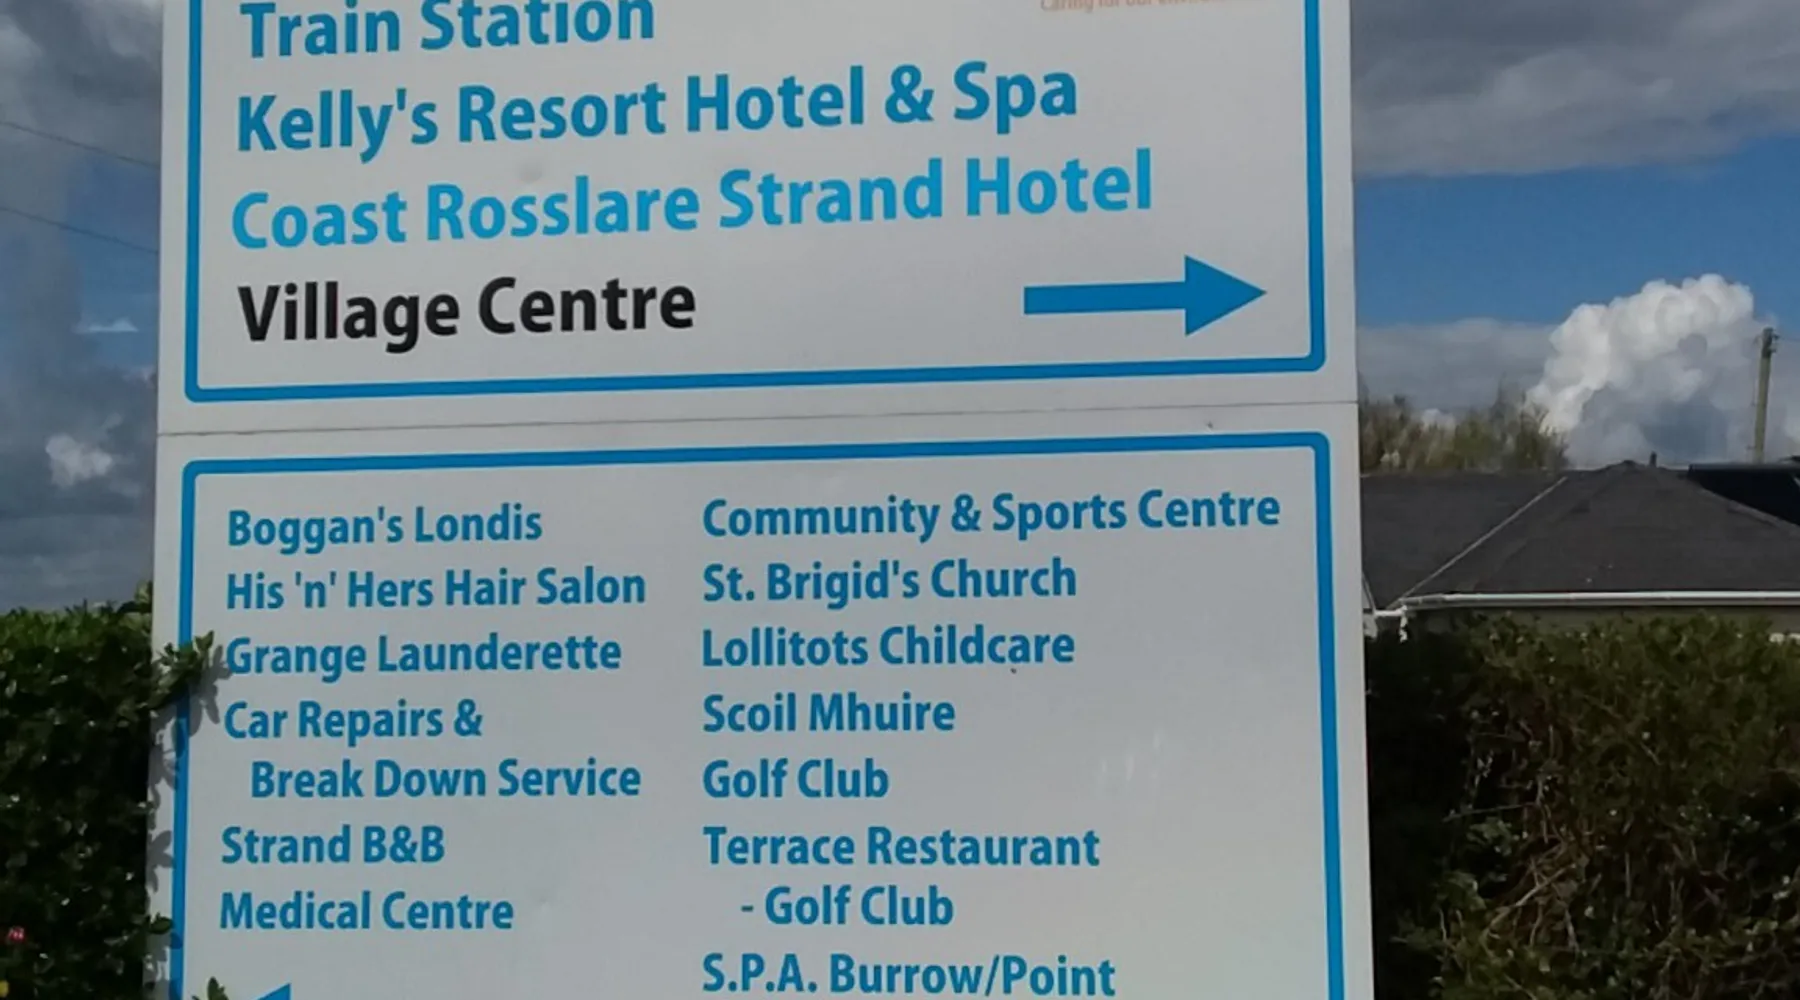 Train Station
Kelly's Resort Hotel & Spa
Coast Rosslare Strand Hotel
Village Centre
Boggan's Londis
His 'n' Hers Hair Salon
Grange Launderette
Car Repairs &
Break Down Service
Strand B&B
Medical Centre
Community & Sports Centre
St. Brigid's Church
Lollitots Childcare
Scoil Mhuire
Golf Club
Terrace Restaurant
- Golf Club
S.P.A. Burrow/Point